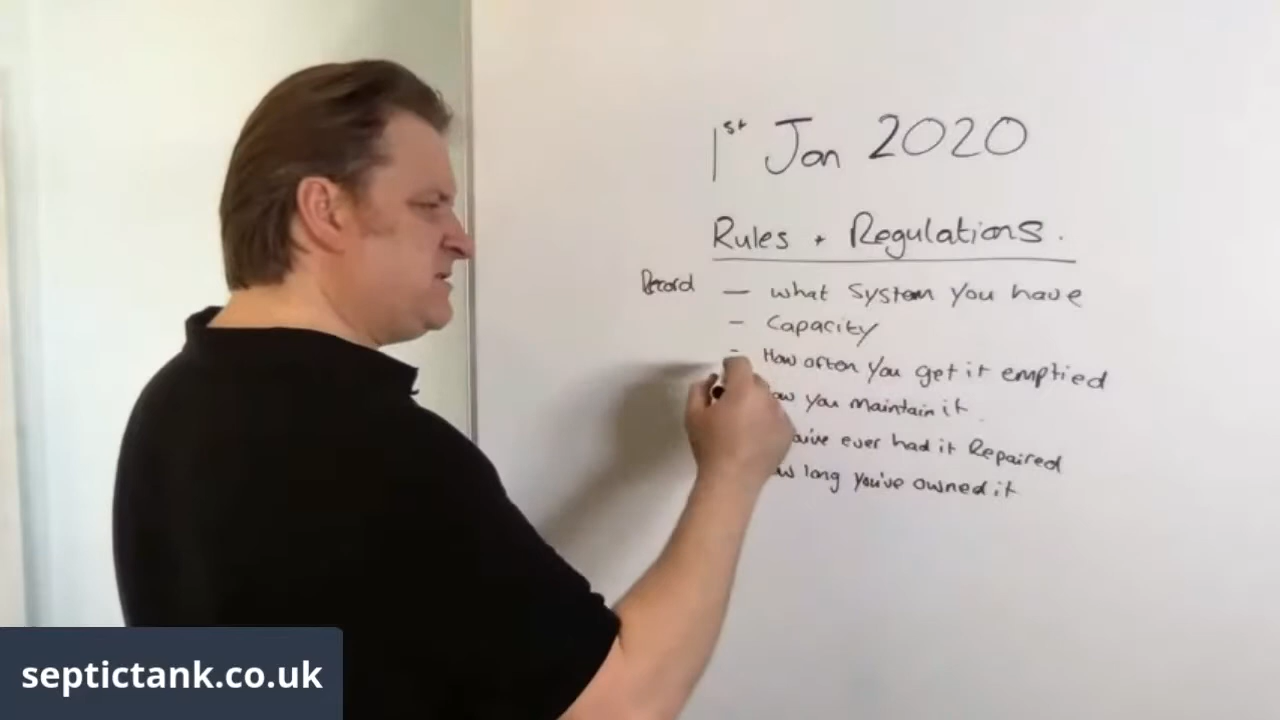 1st Jan 2020
Rules + Regulations.
Record — what System you have
- Capacity
- How often you get it emptied
you maintain it
ever had it Repaired
long you've owned it
septictank.co.uk